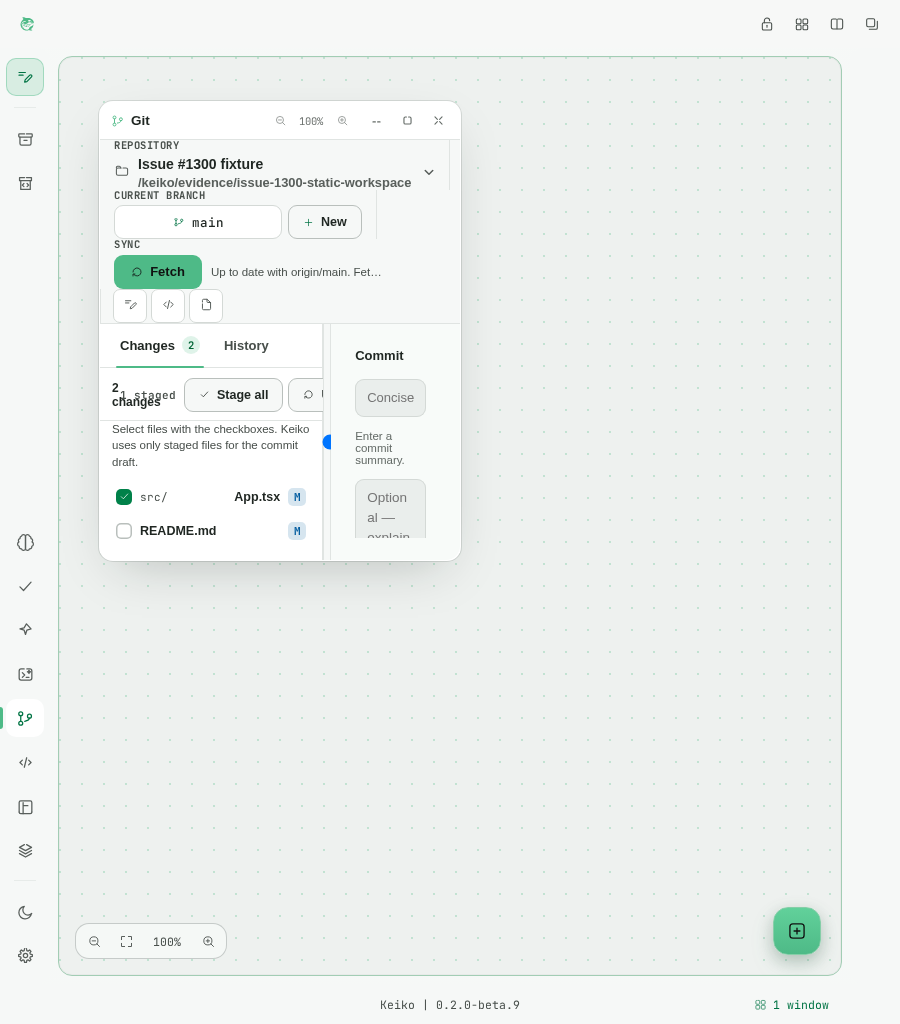 Git
100%
REPOSITORY
Issue #1300 fixture
/keiko/evidence/issue-1300-static-workspace
CURRENT BRANCH
main
New
SYNC
Fetch
Up to date with origin/main. Fet…
Changes 2
History
2 changes
1 staged
Stage all
Select files with the checkboxes. Keiko
uses only staged files for the commit
draft.
src/
App.tsx
M
README.md
M
Commit
Concise
Enter a
commit
summary.
Option
al —
explain
100%
Keiko | 0.2.0-beta.9
1 window